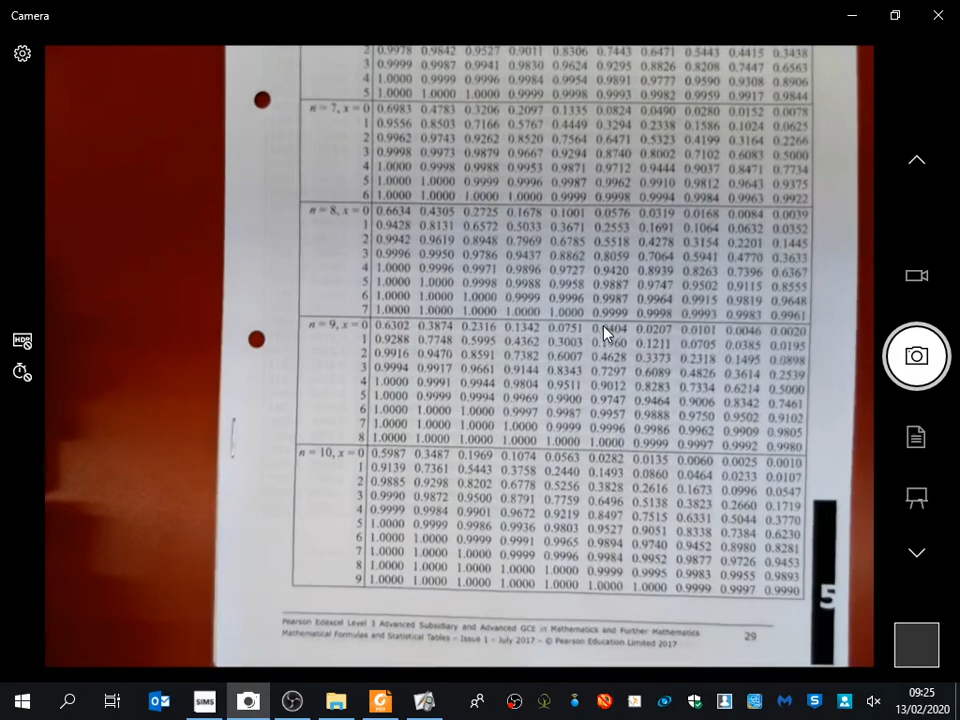 Camera
2 0.9978 0.9842 0.9527 0.9011 0.8306 0.7443 0.6471 0.5443 0.4415 0.3438
3 0.9999 0.9987 0.9941 0.9830 0.9624 0.9295 0.8826 0.8208 0.7447 0.6563
4 1.0000 0.9999 0.9996 0.9984 0.9954 0.9891 0.9777 0.9590 0.9308 0.8906
5 1.0000 1.0000 1.0000 0.9999 0.9998 0.9993 0.9982 0.9959 0.9917 0.9844
n = 7, x = 0 0.6983 0.4783 0.3206 0.2097 0.1335 0.0824 0.0490 0.0280 0.0152 0.0078
1 0.9556 0.8503 0.7166 0.5767 0.4449 0.3294 0.2338 0.1586 0.1024 0.0625
2 0.9962 0.9743 0.9262 0.8520 0.7564 0.6471 0.5323 0.4199 0.3164 0.2266
3 0.9998 0.9973 0.9879 0.9667 0.9294 0.8740 0.8002 0.7102 0.6083 0.5000
4 1.0000 0.9998 0.9988 0.9953 0.9871 0.9712 0.9444 0.9037 0.8471 0.7734
5 1.0000 1.0000 0.9999 0.9996 0.9987 0.9962 0.9910 0.9812 0.9643 0.9375
6 1.0000 1.0000 1.0000 1.0000 0.9999 0.9998 0.9994 0.9984 0.9963 0.9922
n = 8, x = 0 0.6634 0.4305 0.2725 0.1678 0.1001 0.0576 0.0319 0.0168 0.0084 0.0039
1 0.9428 0.8131 0.6572 0.5033 0.3671 0.2553 0.1691 0.1064 0.0632 0.0352
2 0.9942 0.9619 0.8948 0.7969 0.6785 0.5518 0.4278 0.3154 0.2201 0.1445
3 0.9996 0.9950 0.9786 0.9437 0.8862 0.8059 0.7064 0.5941 0.4770 0.3633
4 1.0000 0.9996 0.9971 0.9896 0.9727 0.9420 0.8939 0.8263 0.7396 0.6367
5 1.0000 1.0000 0.9998 0.9988 0.9958 0.9887 0.9747 0.9502 0.9115 0.8555
6 1.0000 1.0000 1.0000 0.9999 0.9996 0.9987 0.9964 0.9915 0.9819 0.9648
7 1.0000 1.0000 1.0000 1.0000 1.0000 0.9999 0.9998 0.9993 0.9983 0.9961
n = 9, x = 0 0.6302 0.3874 0.2316 0.1342 0.0751 0.0207 0.0101 0.0046 0.0020
1 0.9288 0.7748 0.5995 0.4362 0.3003 0.1211 0.0705 0.0385 0.0195
2 0.9916 0.9470 0.8591 0.7382 0.6007 0.4628 0.3373 0.2318 0.1495 0.0898
3 0.9994 0.9917 0.9661 0.9144 0.8343 0.7297 0.6089 0.4826 0.3614 0.2539
4 1.0000 0.9991 0.9944 0.9804 0.9511 0.9012 0.8283 0.7334 0.6214 0.5000
5 1.0000 0.9999 0.9994 0.9969 0.9900 0.9747 0.9464 0.9006 0.8342 0.7461
6 1.0000 1.0000 1.0000 0.9997 0.9987 0.9957 0.9888 0.9750 0.9502 0.9102
7 1.0000 1.0000 1.0000 1.0000 0.9999 0.9996 0.9986 0.9962 0.9909 0.9805
8 1.0000 1.0000 1.0000 1.0000 1.0000 1.0000 0.9999 0.9997 0.9992 0.9980
n = 10, x = 0 0.5987 0.3487 0.1969 0.1074 0.0563 0.0282 0.0135 0.0060 0.0025 0.0010
1 0.9139 0.7361 0.5443 0.3758 0.2440 0.1493 0.0860 0.0464 0.0233 0.0107
2 0.9885 0.9298 0.8202 0.6778 0.5256 0.3828 0.2616 0.1673 0.0996 0.0547
3 0.9990 0.9872 0.9500 0.8791 0.7759 0.6496 0.5138 0.3823 0.2660 0.1719
4 0.9999 0.9984 0.9901 0.9672 0.9219 0.8497 0.7515 0.6331 0.5044 0.3770
5 1.0000 0.9999 0.9986 0.9936 0.9803 0.9527 0.9051 0.8338 0.7384 0.6230
6 1.0000 1.0000 0.9999 0.9991 0.9965 0.9894 0.9740 0.9452 0.8980 0.8281
7 1.0000 1.0000 1.0000 0.9999 0.9996 0.9984 0.9952 0.9877 0.9726 0.9453
8 1.0000 1.0000 1.0000 1.0000 1.0000 0.9999 0.9995 0.9983 0.9955 0.9893
9 1.0000 1.0000 1.0000 1.0000 1.0000 1.0000 1.0000 0.9999 0.9997 0.9990
5
Pearson Edexcel Level 3 Advanced Subsidiary and Advanced GCE in Mathematics and Further Mathematics
Mathematical Formulas and Statistical Tables – Issue 1 – July 2017 – © Pearson Education Limited 2017
29
HDR
SIMS
09:25
13/02/2020